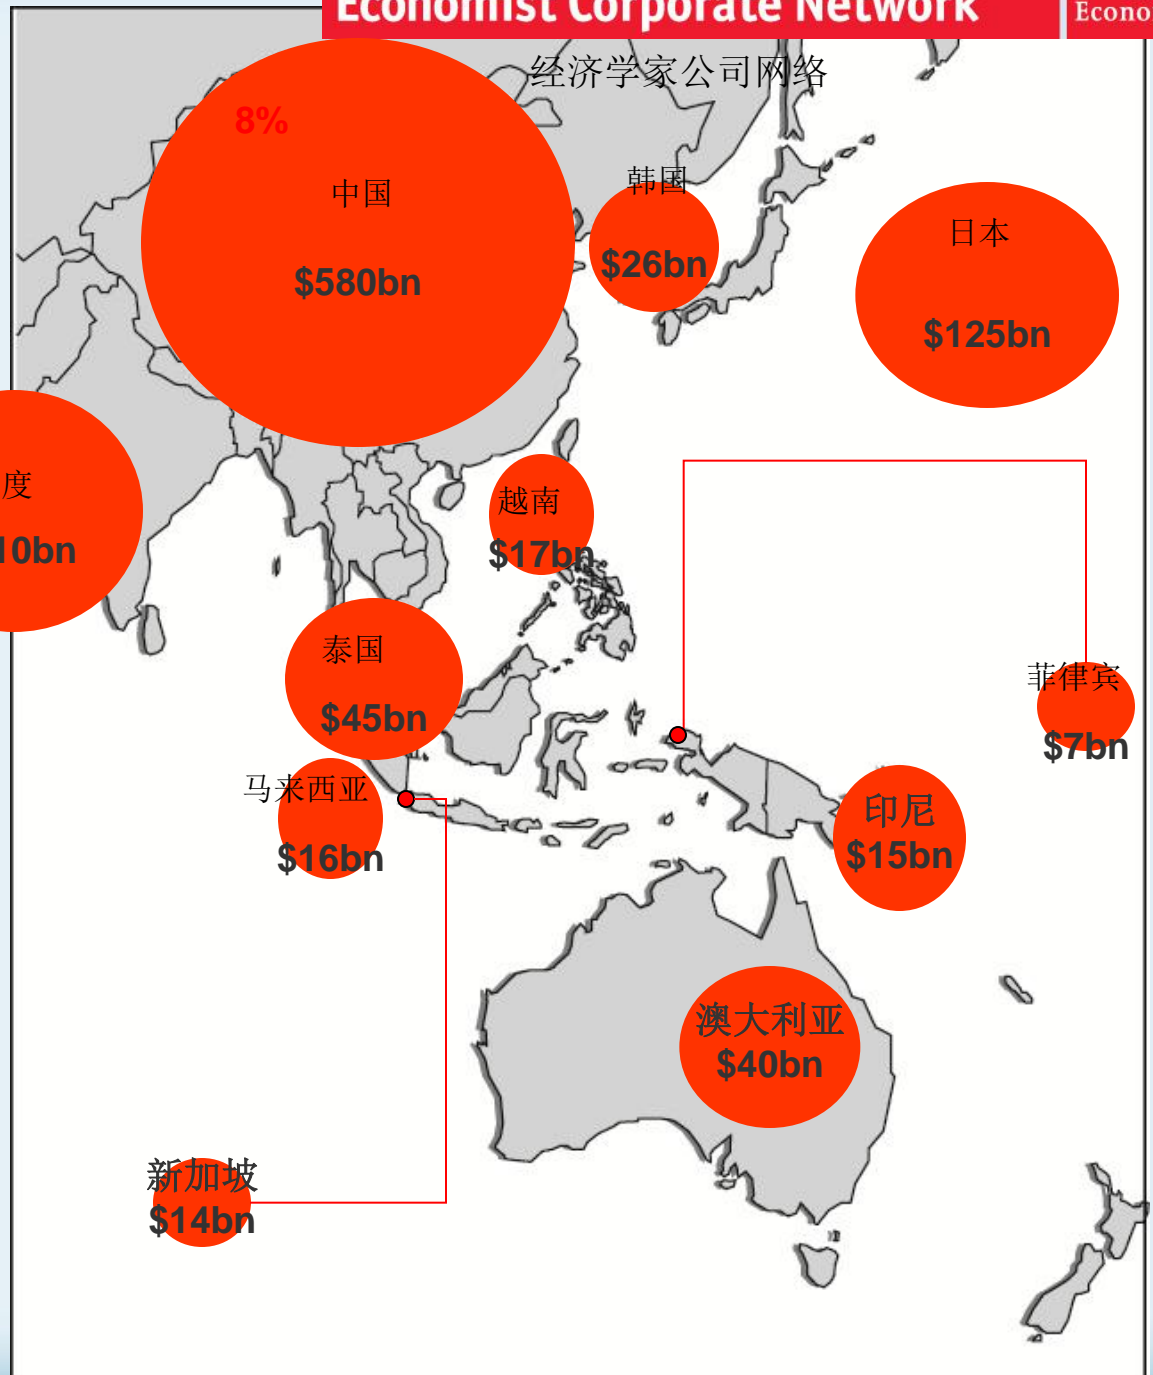 Economist Corporate Network
Econo
经济学家公司网络
8%
中国
$580bn
韩国
$26bn
日本
$125bn
度
10bn
越南
$17bn
泰国
$45bn
菲律宾
$7bn
马来西亚
$16bn
印尼
$15bn
澳大利亚
$40bn
新加坡
$14bn